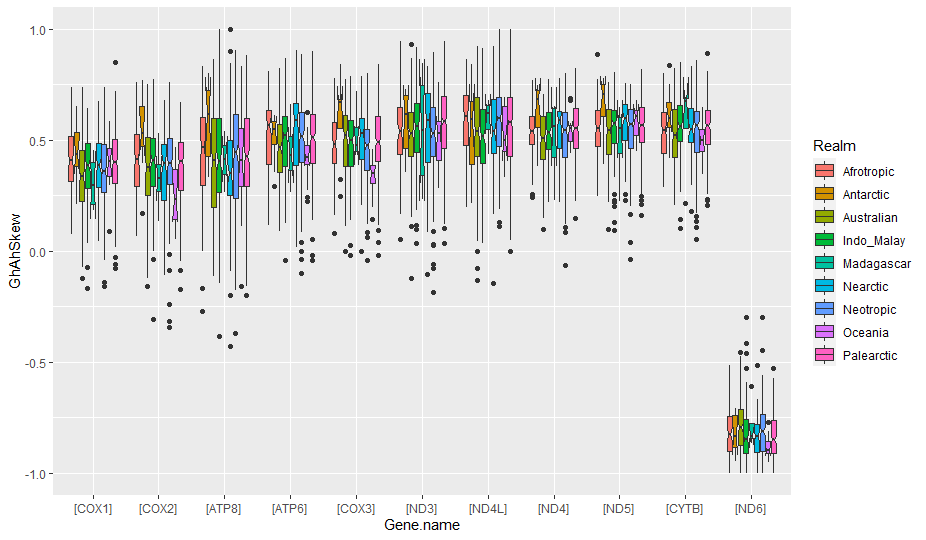 GhAhSkew
1.0
0.5
0.0
-0.5
-1.0
[COX1] [COX2] [ATP8] [ATP6] [COX3] [ND3] [ND4L] [ND4] [ND5] [CYTB] [ND6]
Gene.name
Realm
Afrotropic
Antarctic
Australian
Indo_Malay
Madagascar
Nearctic
Neotropic
Oceania
Palearctic